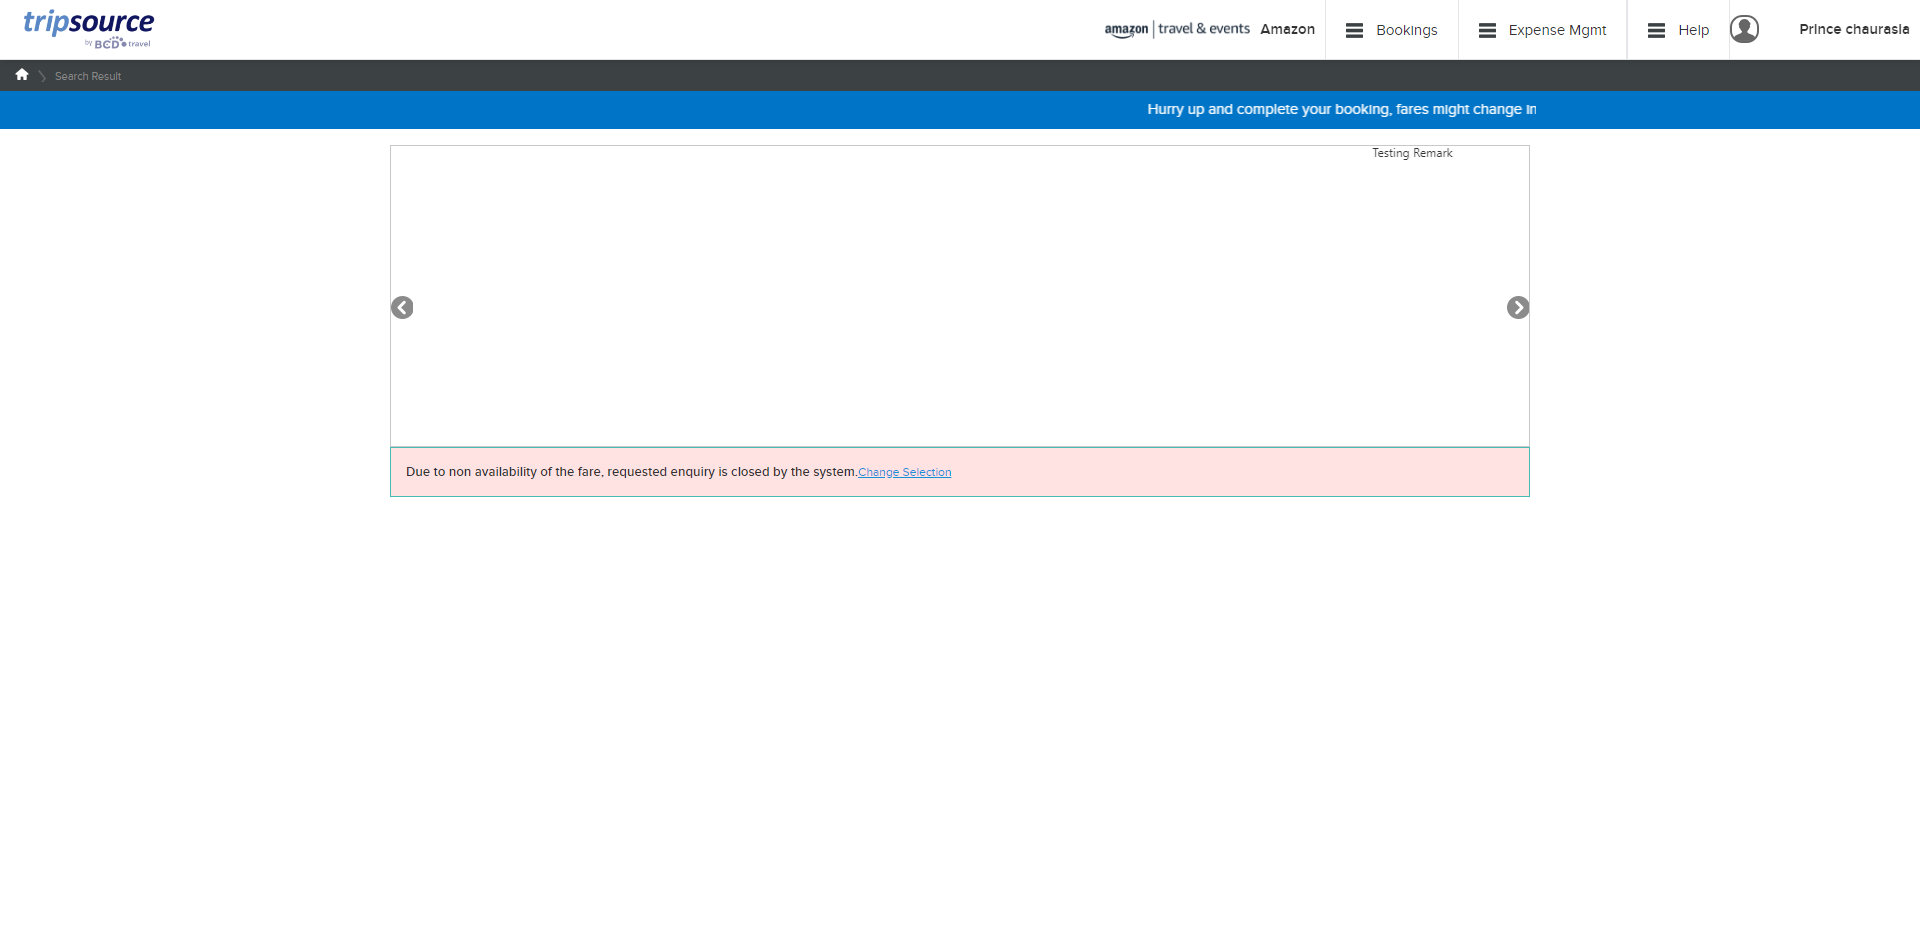 tripsource
by BCD travel
amazon travel & events Amazon Bookings Expense Mgmt Help Prince chaurasia
Search Result
Hurry up and complete your booking, fares might change in
Testing Remark
Due to non availability of the fare, requested enquiry is closed by the system.Change Selection